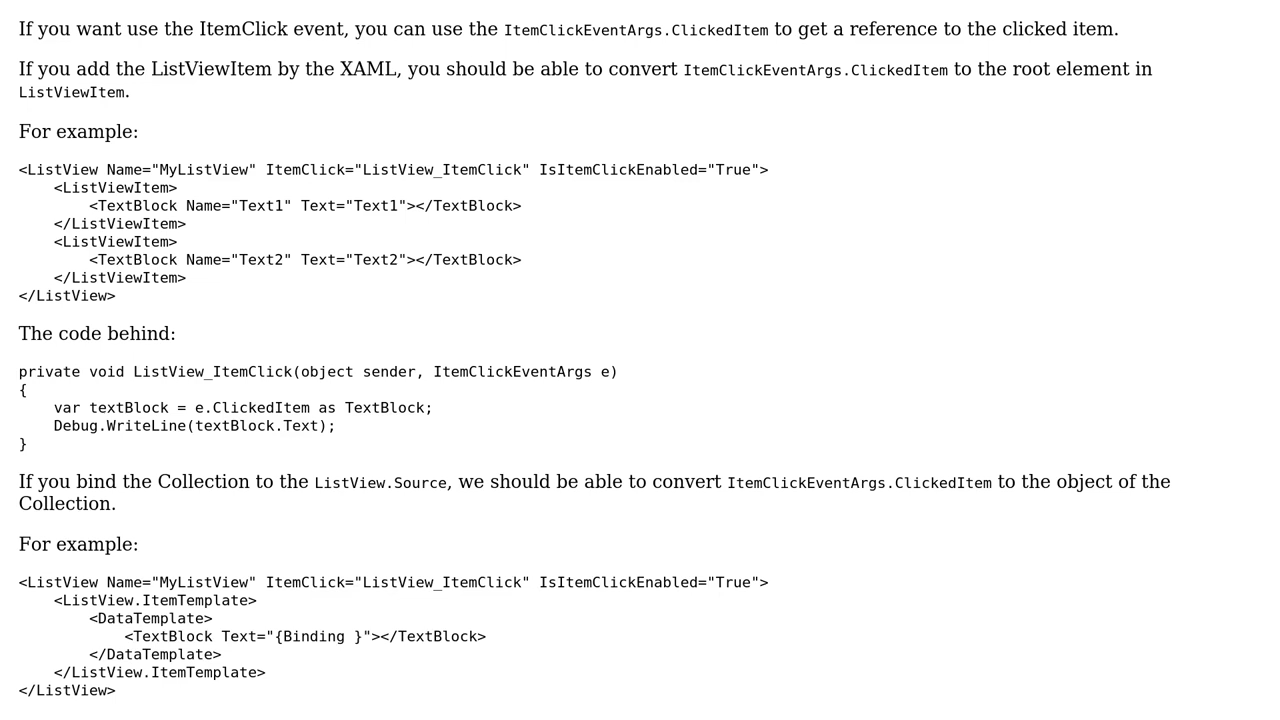 If you want use the ItemClick event, you can use the ItemClickEventArgs.ClickedItem to get a reference to the clicked item.
If you add the ListViewItem by the XAML, you should be able to convert ItemClickEventArgs.ClickedItem to the root element in
ListViewItem.
For example:
<ListView Name="MyListView" ItemClick="ListView_ItemClick" IsItemClickEnabled="True">
    <ListViewItem>
        <TextBlock Name="Text1" Text="Text1"></TextBlock>
    </ListViewItem>
    <ListViewItem>
        <TextBlock Name="Text2" Text="Text2"></TextBlock>
    </ListViewItem>
</ListView>
The code behind:
private void ListView_ItemClick(object sender, ItemClickEventArgs e)
{
    var textBlock = e.ClickedItem as TextBlock;
    Debug.WriteLine(textBlock.Text);
}
If you bind the Collection to the ListView.Source, we should be able to convert ItemClickEventArgs.ClickedItem to the object of the
Collection.
For example:
<ListView Name="MyListView" ItemClick="ListView_ItemClick" IsItemClickEnabled="True">
    <ListView.ItemTemplate>
        <DataTemplate>
            <TextBlock Text="{Binding }"></TextBlock>
        </DataTemplate>
    </ListView.ItemTemplate>
</ListView>